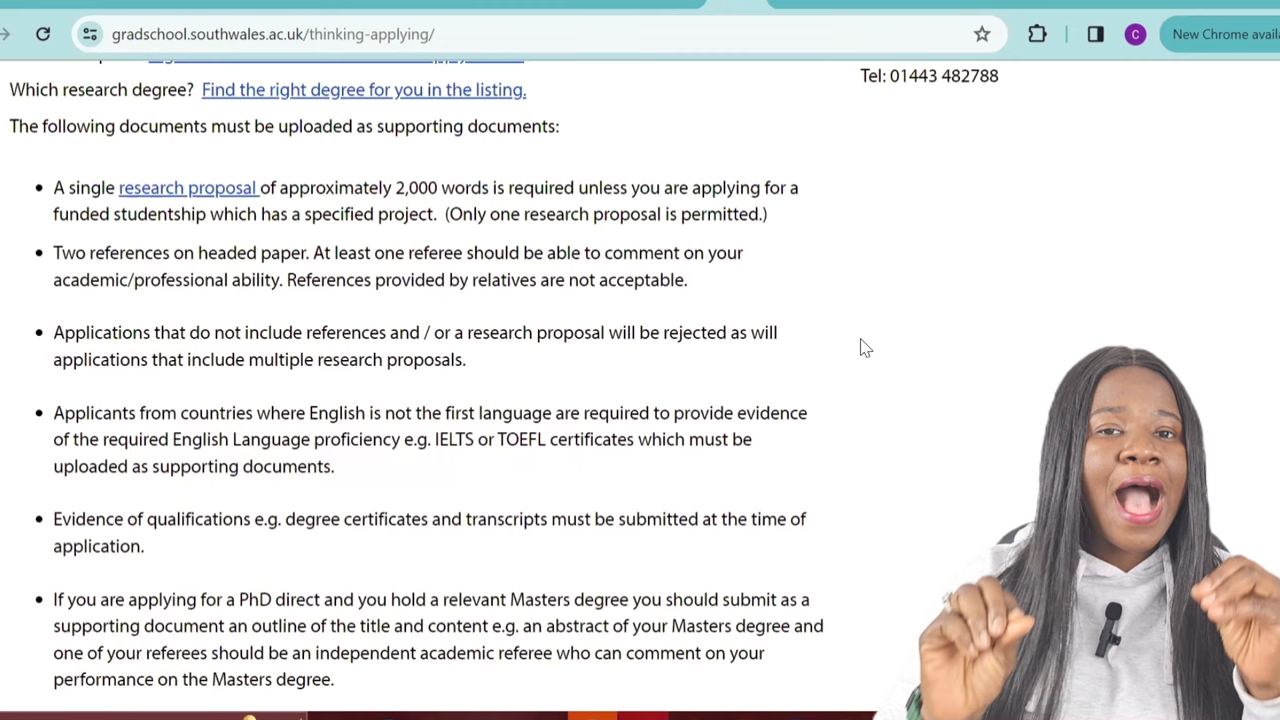 gradschool.southwales.ac.uk/thinking-applying/
C
New Chrome availa
Tel: 01443 482788
Which research degree? Find the right degree for you in the listing.
The following documents must be uploaded as supporting documents:
• A single research proposal of approximately 2,000 words is required unless you are applying for a
funded studentship which has a specified project. (Only one research proposal is permitted.)
• Two references on headed paper. At least one referee should be able to comment on your
academic/professional ability. References provided by relatives are not acceptable.
• Applications that do not include references and / or a research proposal will be rejected as will
applications that include multiple research proposals.
• Applicants from countries where English is not the first language are required to provide evidence
of the required English Language proficiency e.g. IELTS or TOEFL certificates which must be
uploaded as supporting documents.
• Evidence of qualifications e.g. degree certificates and transcripts must be submitted at the time of
application.
• If you are applying for a PhD direct and you hold a relevant Masters degree you should submit as a
supporting document an outline of the title and content e.g. an abstract of your Masters degree and
one of your referees should be an independent academic referee who can comment on your
performance on the Masters degree.